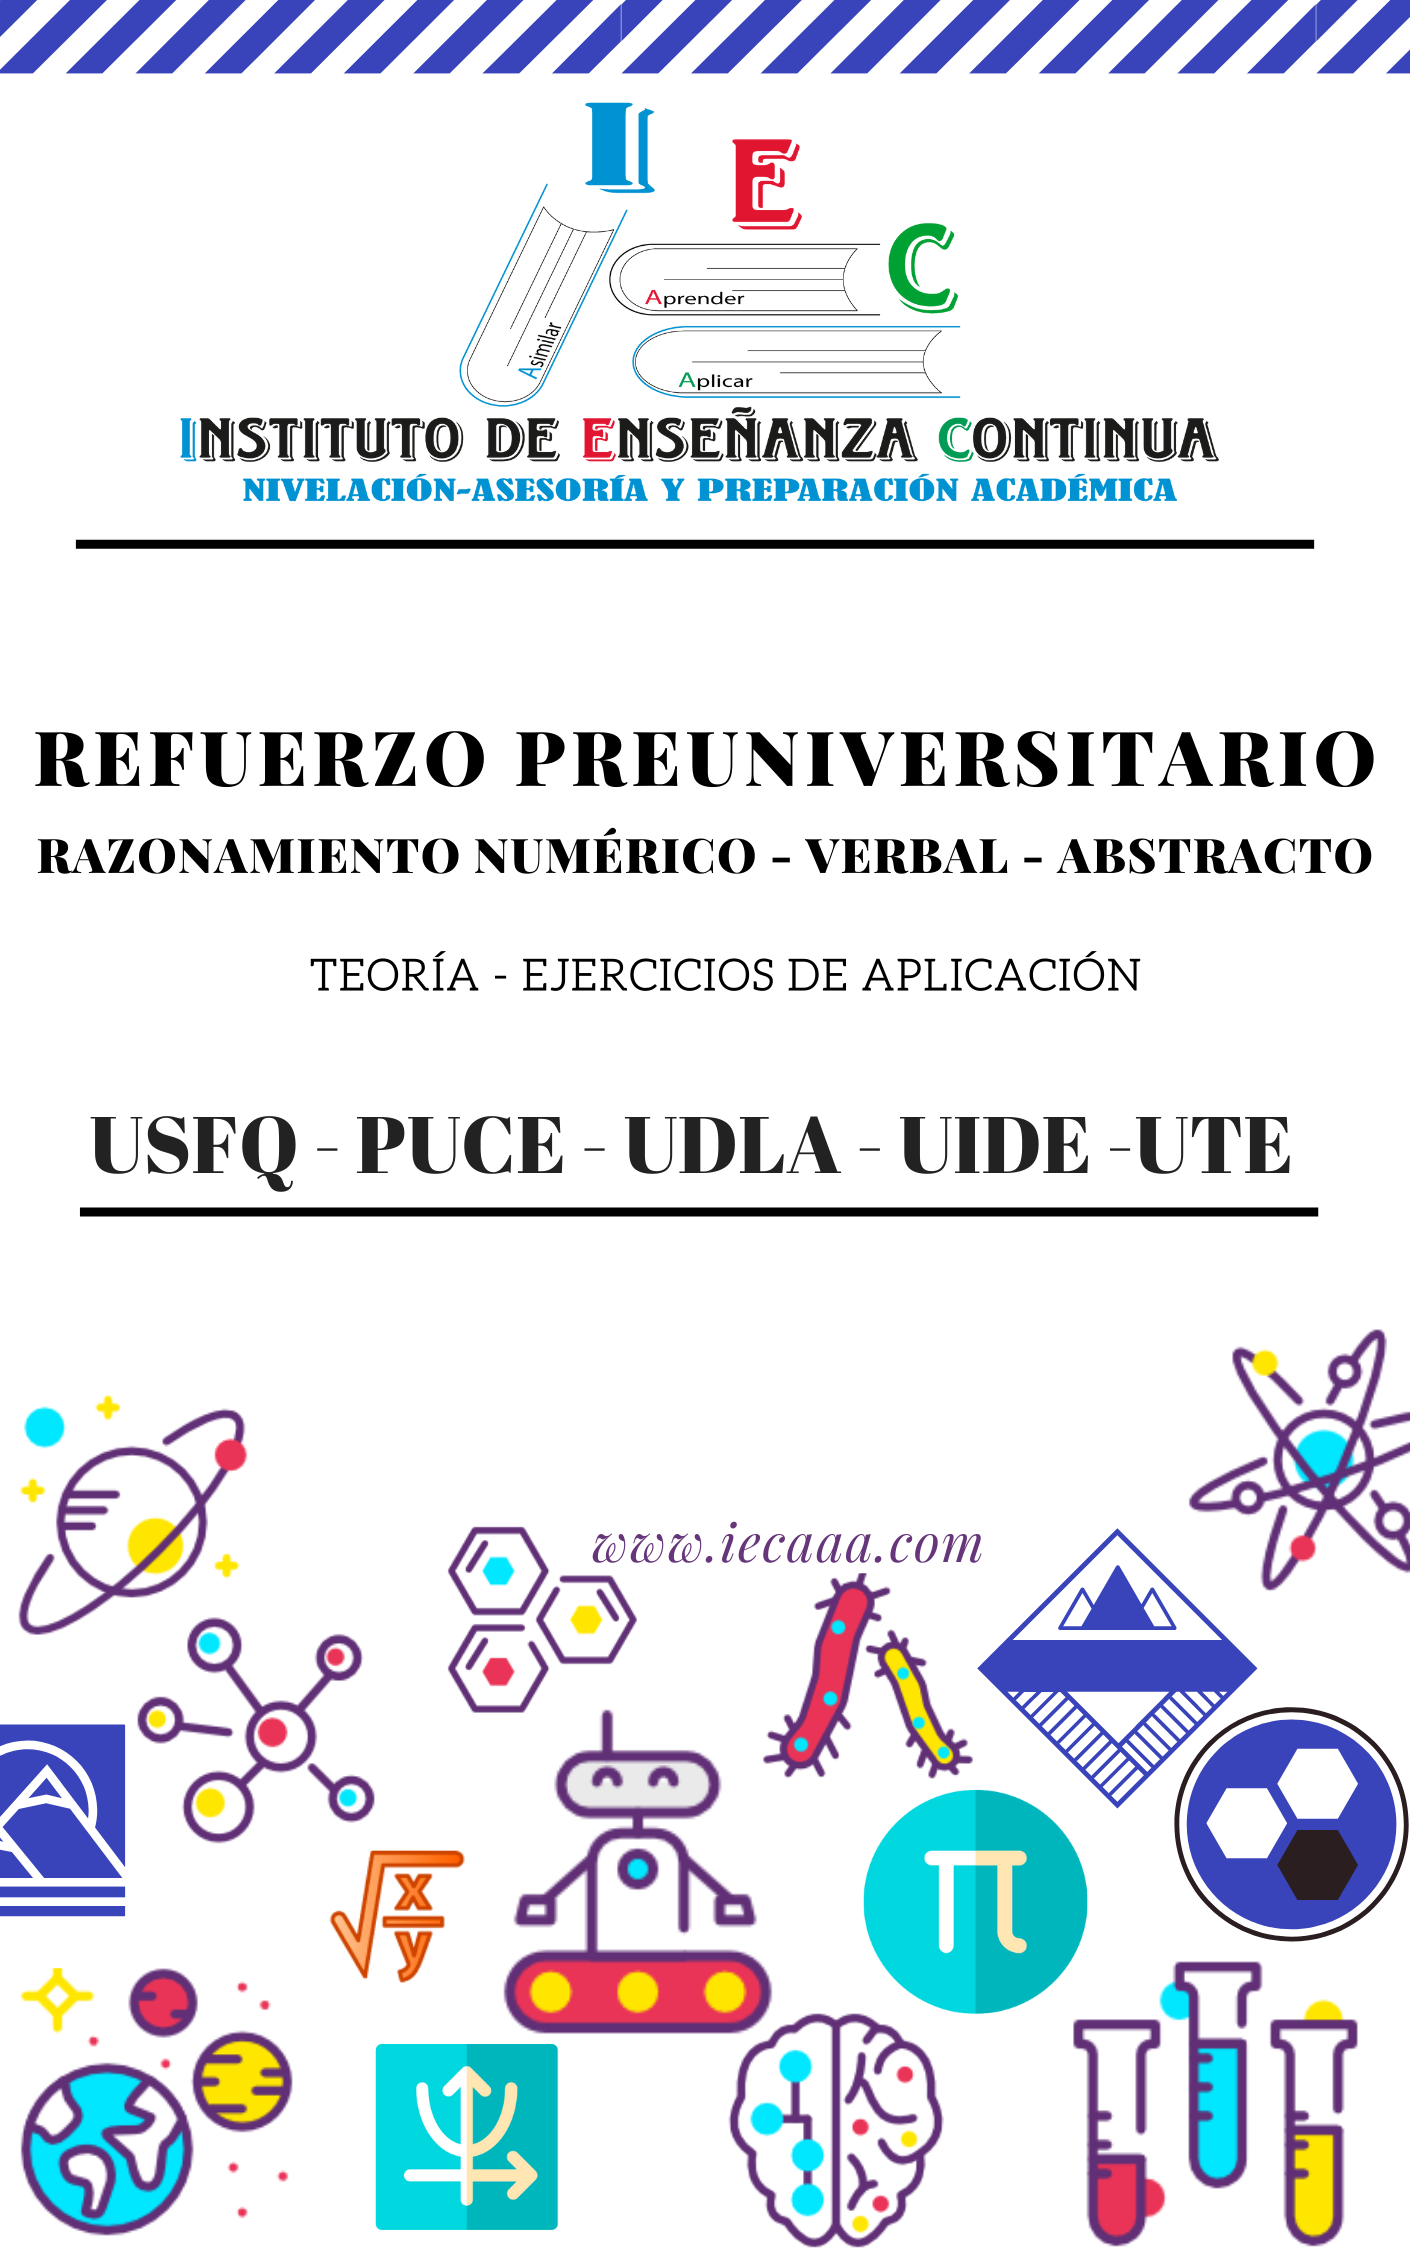 I E C
Asimilar
Aprender
Aplicar
INSTITUTO DE ENSEÑANZA CONTINUA
NIVELACIÓN-ASESORÍA Y PREPARACIÓN ACADÉMICA
REFUERZO PREUNIVERSITARIO
RAZONAMIENTO NUMÉRICO - VERBAL - ABSTRACTO
TEORÍA - EJERCICIOS DE APLICACIÓN
USFQ - PUCE - UDLA - UIDE -UTE
www.iecaaa.com
√x/y
π